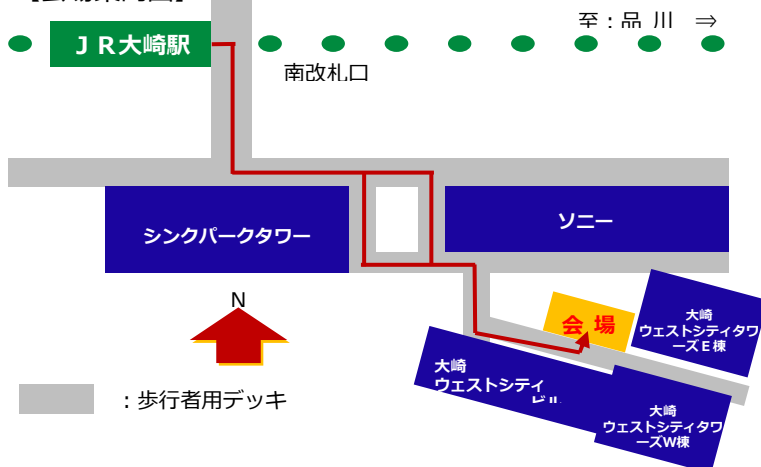 至：品 川 ⇒
ＪＲ大崎駅
南改札口
シンクパークタワー
ソニー
N
会 場
大崎
ウェストシティタワ
ーズＥ棟
大崎
ウェストシティ
大崎
ウェストシティタワ
ーズW棟
：歩行者用デッキ